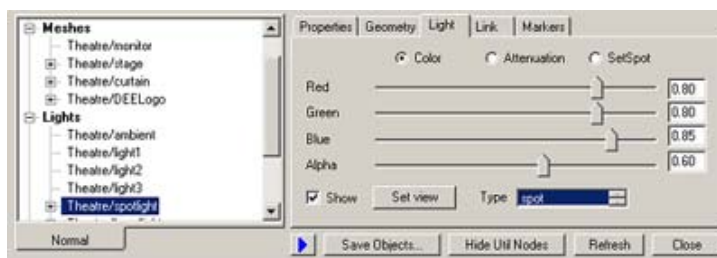 Meshes
Theatre/monitor
Theatre/stage
Theatre/curtain
Theatre/DEELogo
Lights
Theatre/ambient
Theatre/light1
Theatre/light2
Theatre/light3
Theatre/spotlight
Normal
Properties Geometry Light Link Markers
Color Attenuation SetSpot
Red 0.80
Green 0.80
Blue 0.85
Alpha 0.60
Show Set view Type spot
Save Objects... Hide Util Nodes Refresh Close